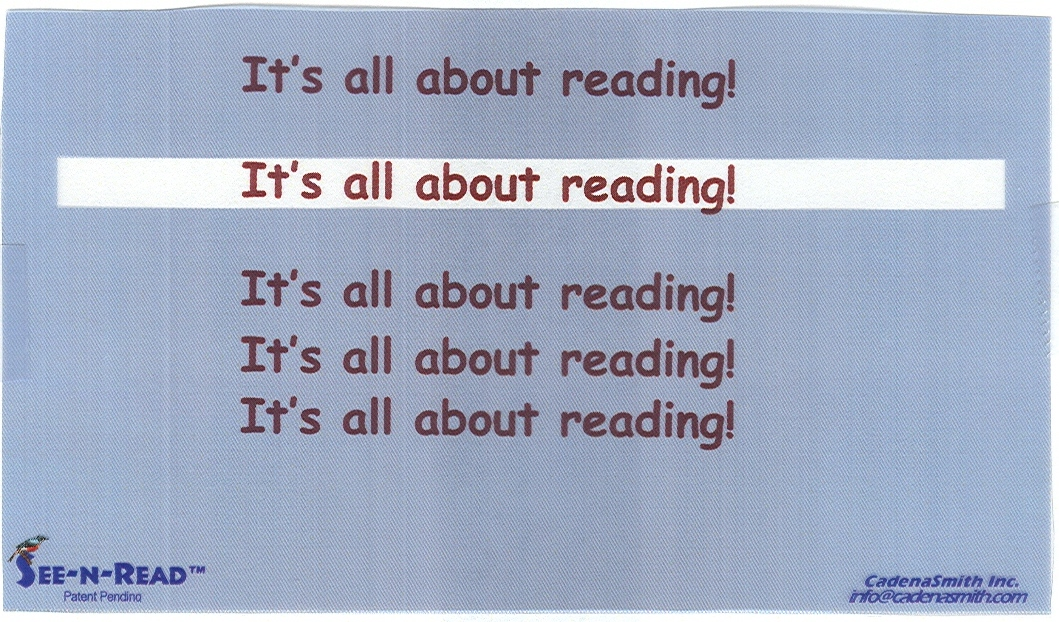 It's all about reading!
It's all about reading!
It's all about reading!
It's all about reading!
It's all about reading!
SEE-N-READ™
Patent Pending
CadenaSmith Inc.
info@cadenasmith.com